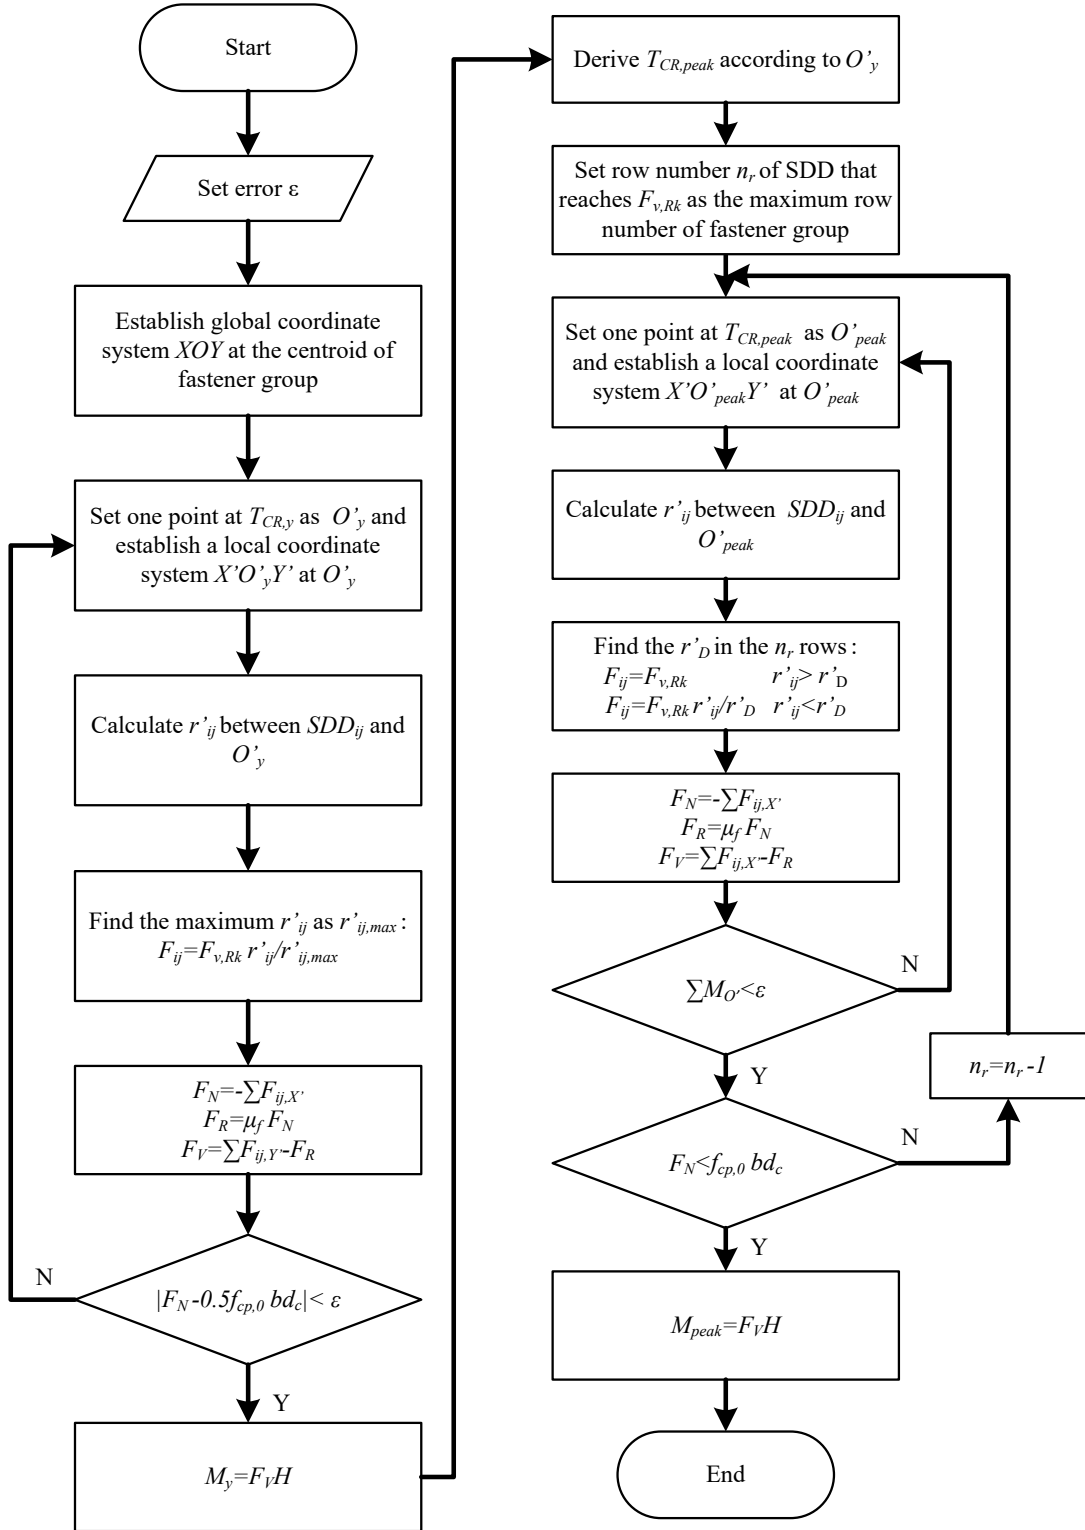 Start
Set error ε
Establish global coordinate
system XOY at the centroid of
fastener group
Set one point at T_CR,y as O’_y and
establish a local coordinate
system X’O’_yY’ at O’_y
Calculate r’_ij between SDD_ij and
O’_y
Find the maximum r’_ij as r’_ij,max:
F_ij=F_v,Rk r’_ij/r’_ij,max
F_N=-∑F_ij,X’
F_R=μ_f F_N
F_V=∑F_ij,Y’-F_R
N
|F_N-0.5f_cp,0 bd_c|< ε
Y
M_y=F_VH
Derive T_CR,peak according to O’_y
Set row number n_r of SDD that
reaches F_v,Rk as the maximum row
number of fastener group
Set one point at T_CR,peak as O’_peak
and establish a local coordinate
system X’O’_peakY’ at O’_peak
Calculate r’_ij between SDD_ij and
O’_peak
Find the r’_D in the n_r rows:
F_ij=F_v,Rk r’_ij> r’_D
F_ij=F_v,Rk r’_ij/r’_D r’_ij<r’_D
F_N=-∑F_ij,X’
F_R=μ_f F_N
F_V=∑F_ij,X’-F_R
N
∑M_O’<ε
Y
n_r=n_r -1
N
F_N<f_cp,0 bd_c
Y
M_peak=F_VH
End